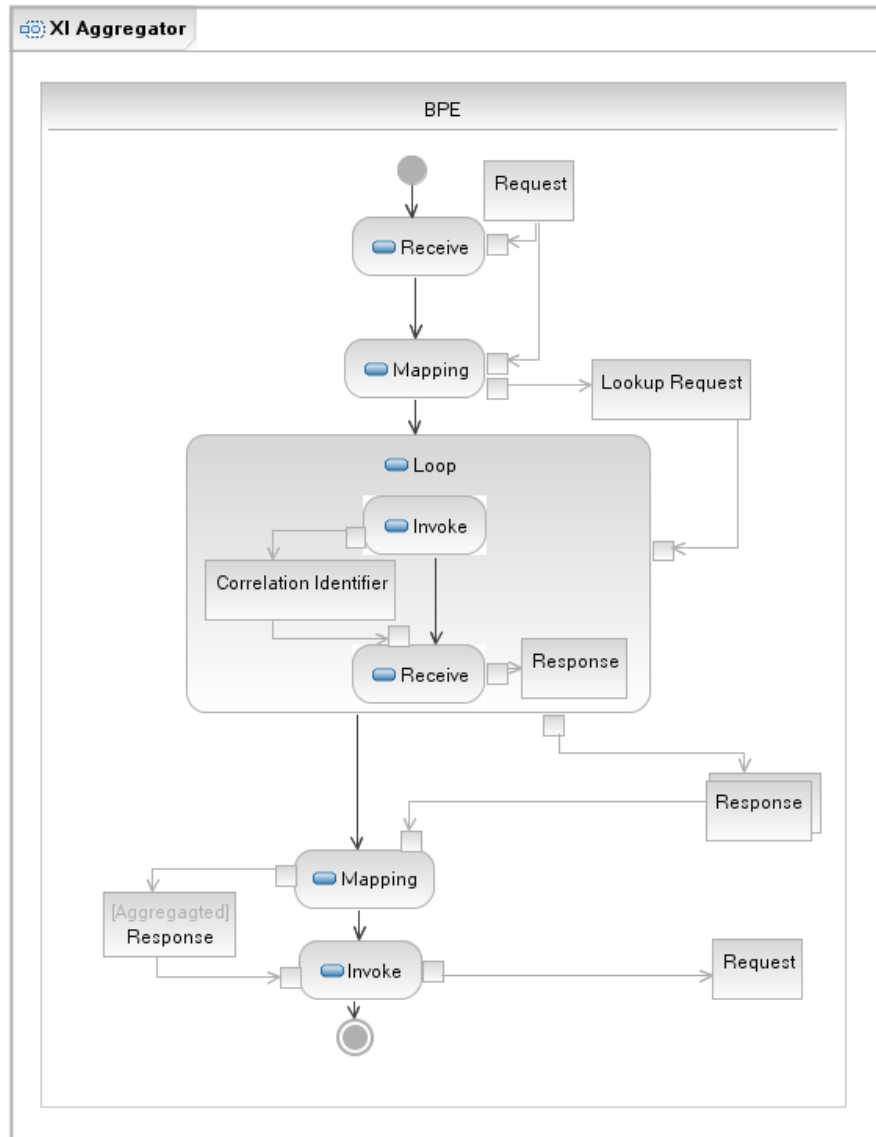 XI Aggregator
BPE
Request
Receive
Mapping
Lookup Request
Loop
Invoke
Correlation Identifier
Receive
Response
Response
Mapping
[Aggregagted]
Response
Invoke
Request